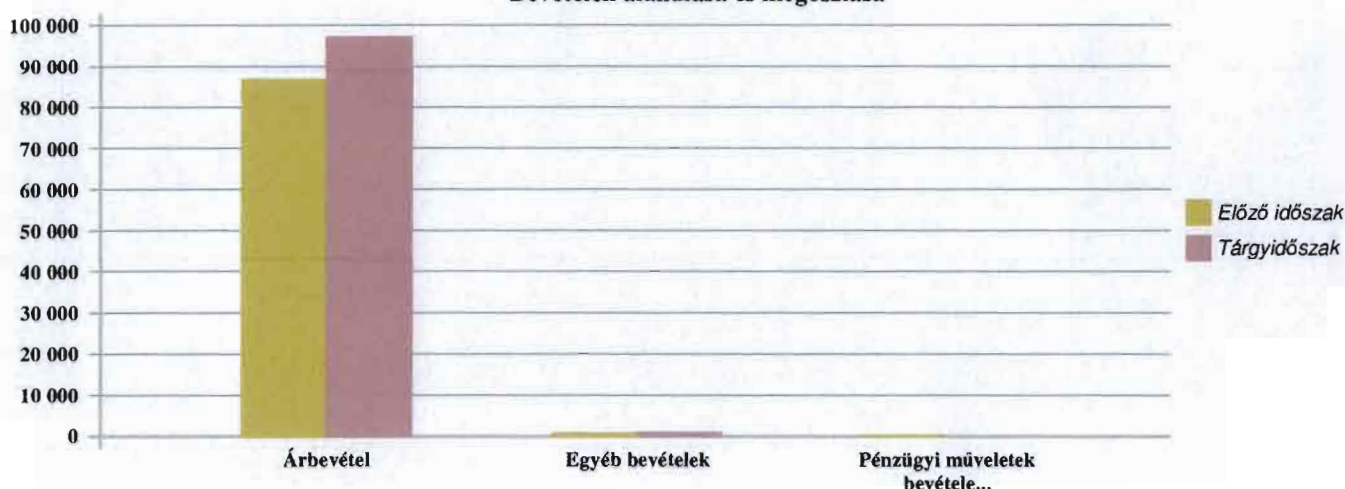 100 000
90 000
80 000
70 000
60 000
50 000
40 000
30 000
20 000
10 000
0
Árbevétel
Egyéb bevételek
Pénzügyi műveletek
bevétele...
Előző időszak
Tárgyidőszak